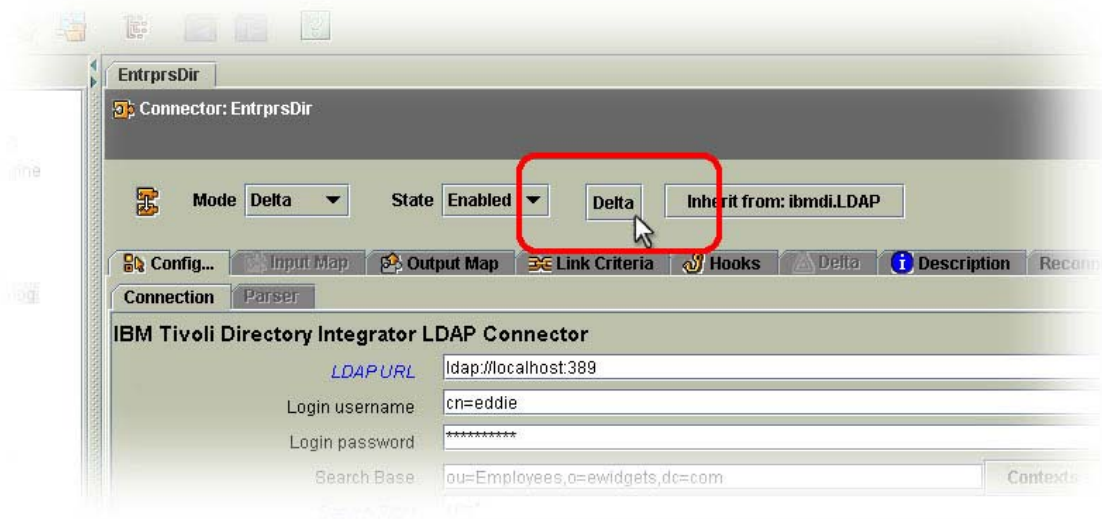 EntrprsDir
Connector: EntrprsDir
Mode Delta State Enabled Delta Inherit from: ibmdi.LDAP
Config... Input Map Output Map Link Criteria Hooks Delta i Description Reconn
Connection Parser
IBM Tivoli Directory Integrator LDAP Connector
LDAP URL ldap://localhost:389
Login username cn=eddie
Login password **********
Search Base ou=Employees,o=ewidgets,dc=com Contexts